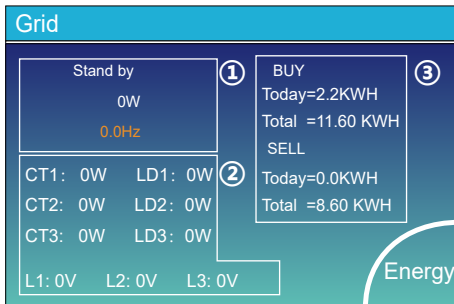 Grid
Stand by
0W
0.0Hz
①
CT1: 0W LD1: 0W
CT2: 0W LD2: 0W
CT3: 0W LD3: 0W
L1: 0V L2: 0V L3: 0V
②
BUY
Today=2.2KWH
Total =11.60 KWH
SELL
Today=0.0KWH
Total =8.60 KWH
③
Energy